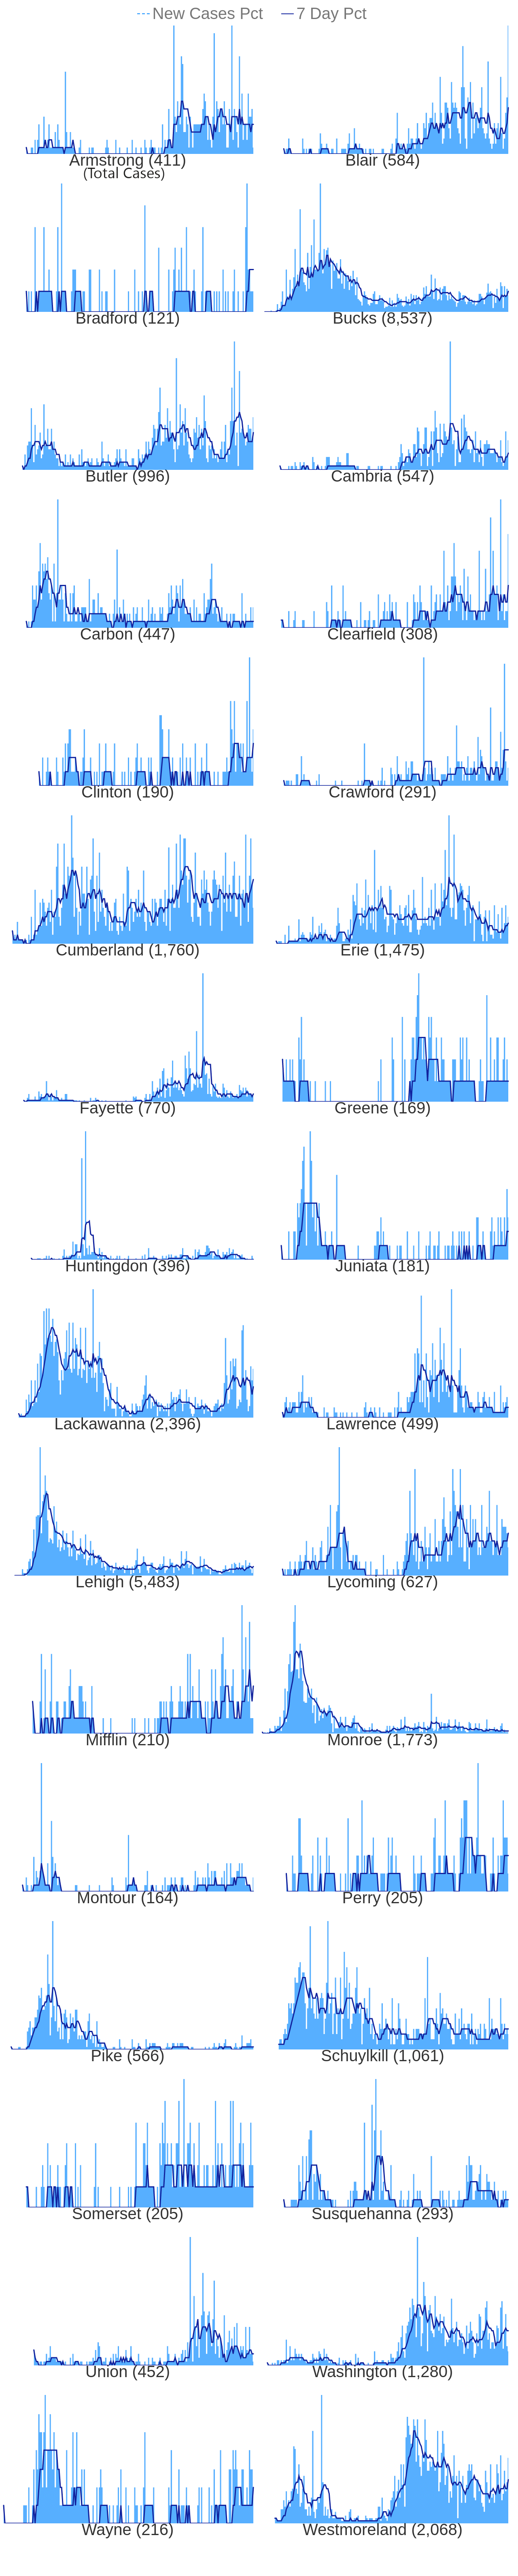 New Cases Pct 7 Day Pct
Armstrong (411) Blair (584)
(Total Cases)
Bradford (121) Bucks (8,537)
Butler (996) Cambria (547)
Carbon (447) Clearfield (308)
Clinton (190) Crawford (291)
Cumberland (1,760) Erie (1,475)
Fayette (770) Greene (169)
Huntingdon (396) Juniata (181)
Lackawanna (2,396) Lawrence (499)
Lehigh (5,483) Lycoming (627)
Mifflin (210) Monroe (1,773)
Montour (164) Perry (205)
Pike (566) Schuylkill (1,061)
Somerset (205) Susquehanna (293)
Union (452) Washington (1,280)
Wayne (216) Westmoreland (2,068)